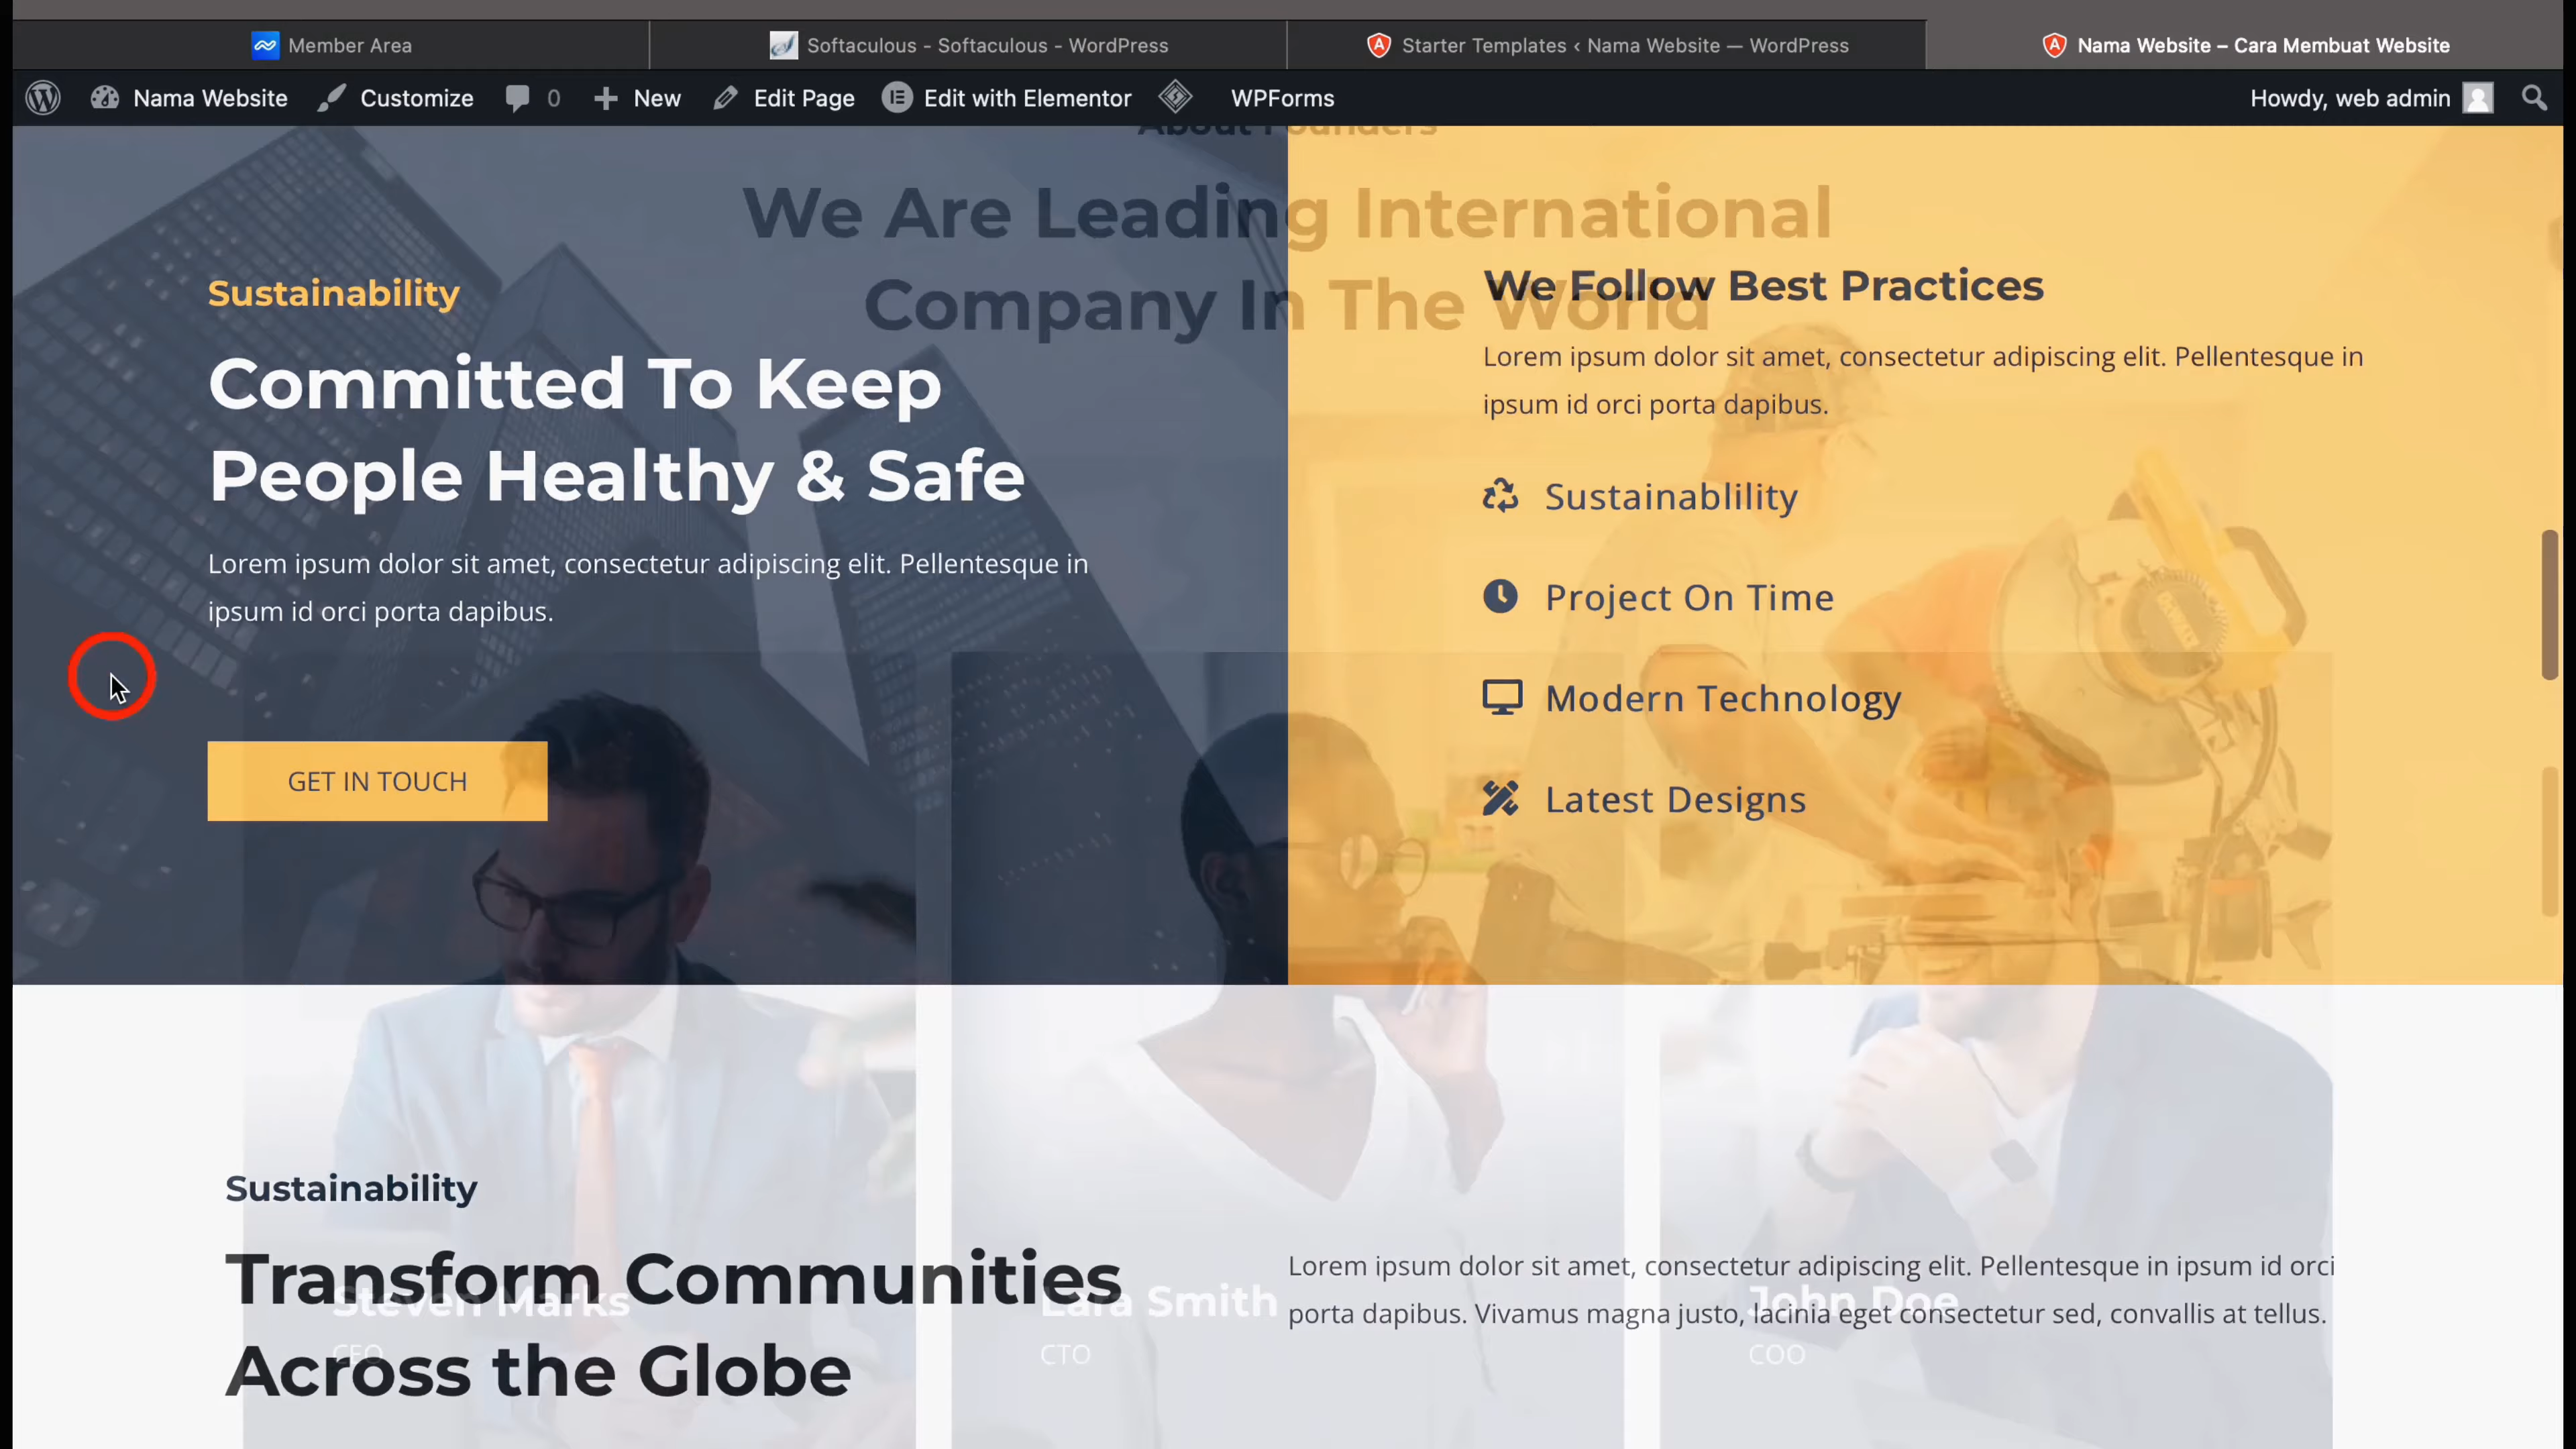 Member Area
Softaculous - Softaculous - WordPress
Starter Templates ‹ Nama Website — WordPress
Nama Website – Cara Membuat Website
Nama Website
Customize
0
New
Edit Page
Edit with Elementor
WPForms
Howdy, web admin
About Founders
We Are Leading International
Company In The World
Sustainability
Committed To Keep
People Healthy & Safe
Lorem ipsum dolor sit amet, consectetur adipiscing elit. Pellentesque in
ipsum id orci porta dapibus.
GET IN TOUCH
We Follow Best Practices
Lorem ipsum dolor sit amet, consectetur adipiscing elit. Pellentesque in
ipsum id orci porta dapibus.
Sustainablility
Project On Time
Modern Technology
Latest Designs
Sustainability
Transform Communities
Across the Globe
Lorem ipsum dolor sit amet, consectetur adipiscing elit. Pellentesque in ipsum id orci
porta dapibus. Vivamus magna justo, lacinia eget consectetur sed, convallis at tellus.
Steven Marks
CEO
Lara Smith
CTO
John Doe
COO